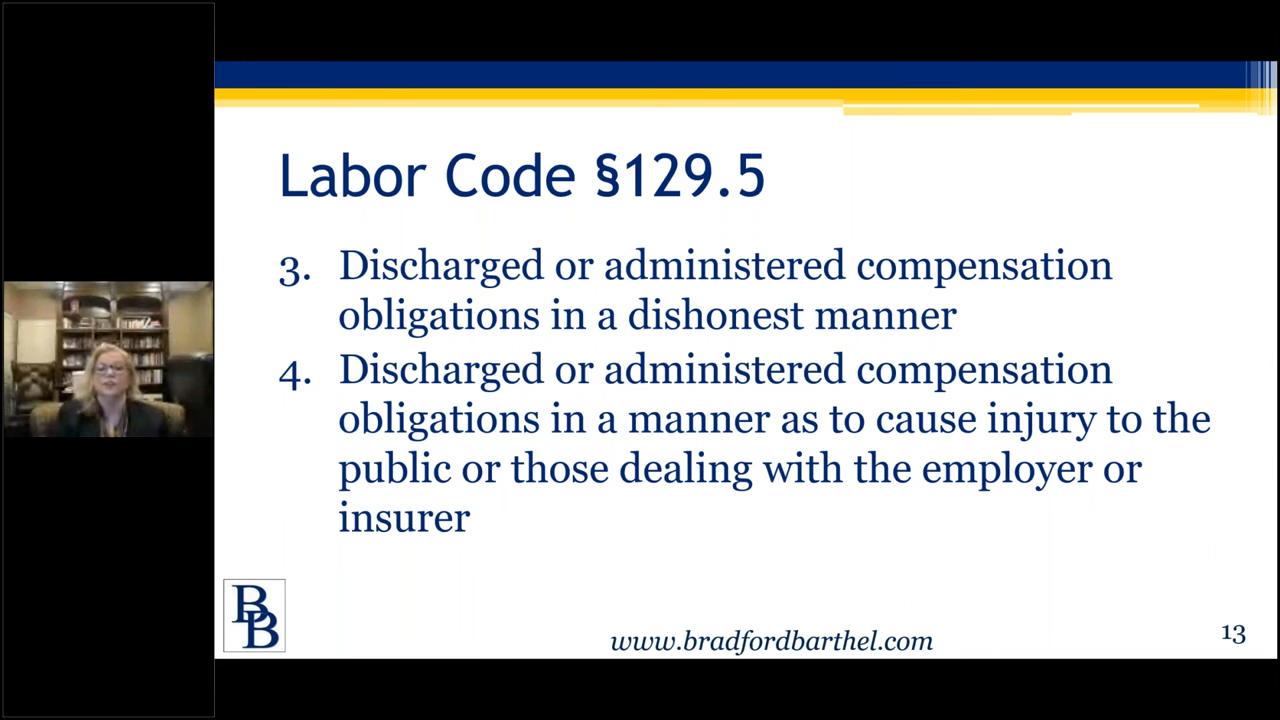 Labor Code §129.5
3. Discharged or administered compensation
obligations in a dishonest manner
4. Discharged or administered compensation
obligations in a manner as to cause injury to the
public or those dealing with the employer or
insurer
BB
www.bradfordbarthel.com
13